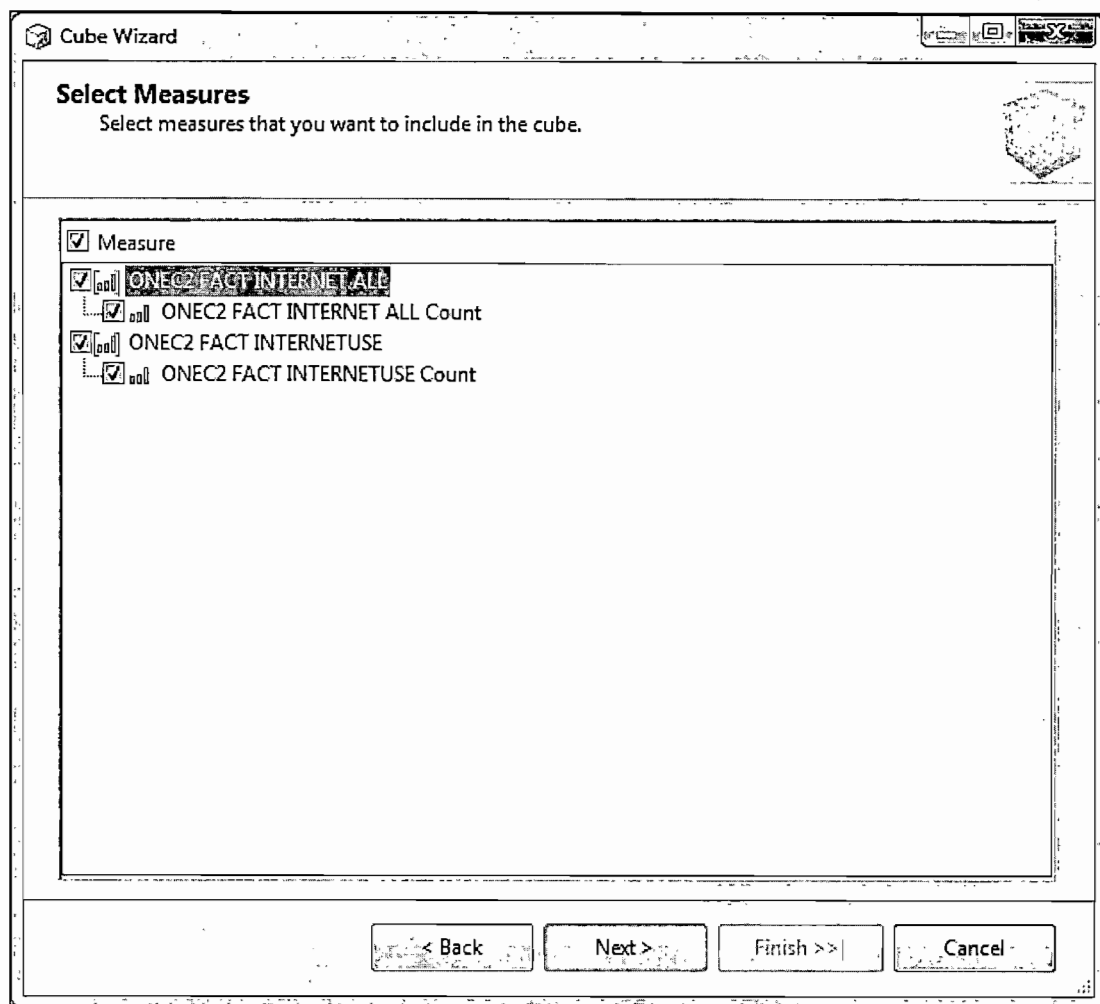 Cube Wizard
Select Measures
Select measures that you want to include in the cube.
Measure
ONEC2 FACT INTERNET ALL
ONEC2 FACT INTERNET ALL Count
ONEC2 FACT INTERNETUSE
ONEC2 FACT INTERNETUSE Count
< Back Next > Finish >>| Cancel